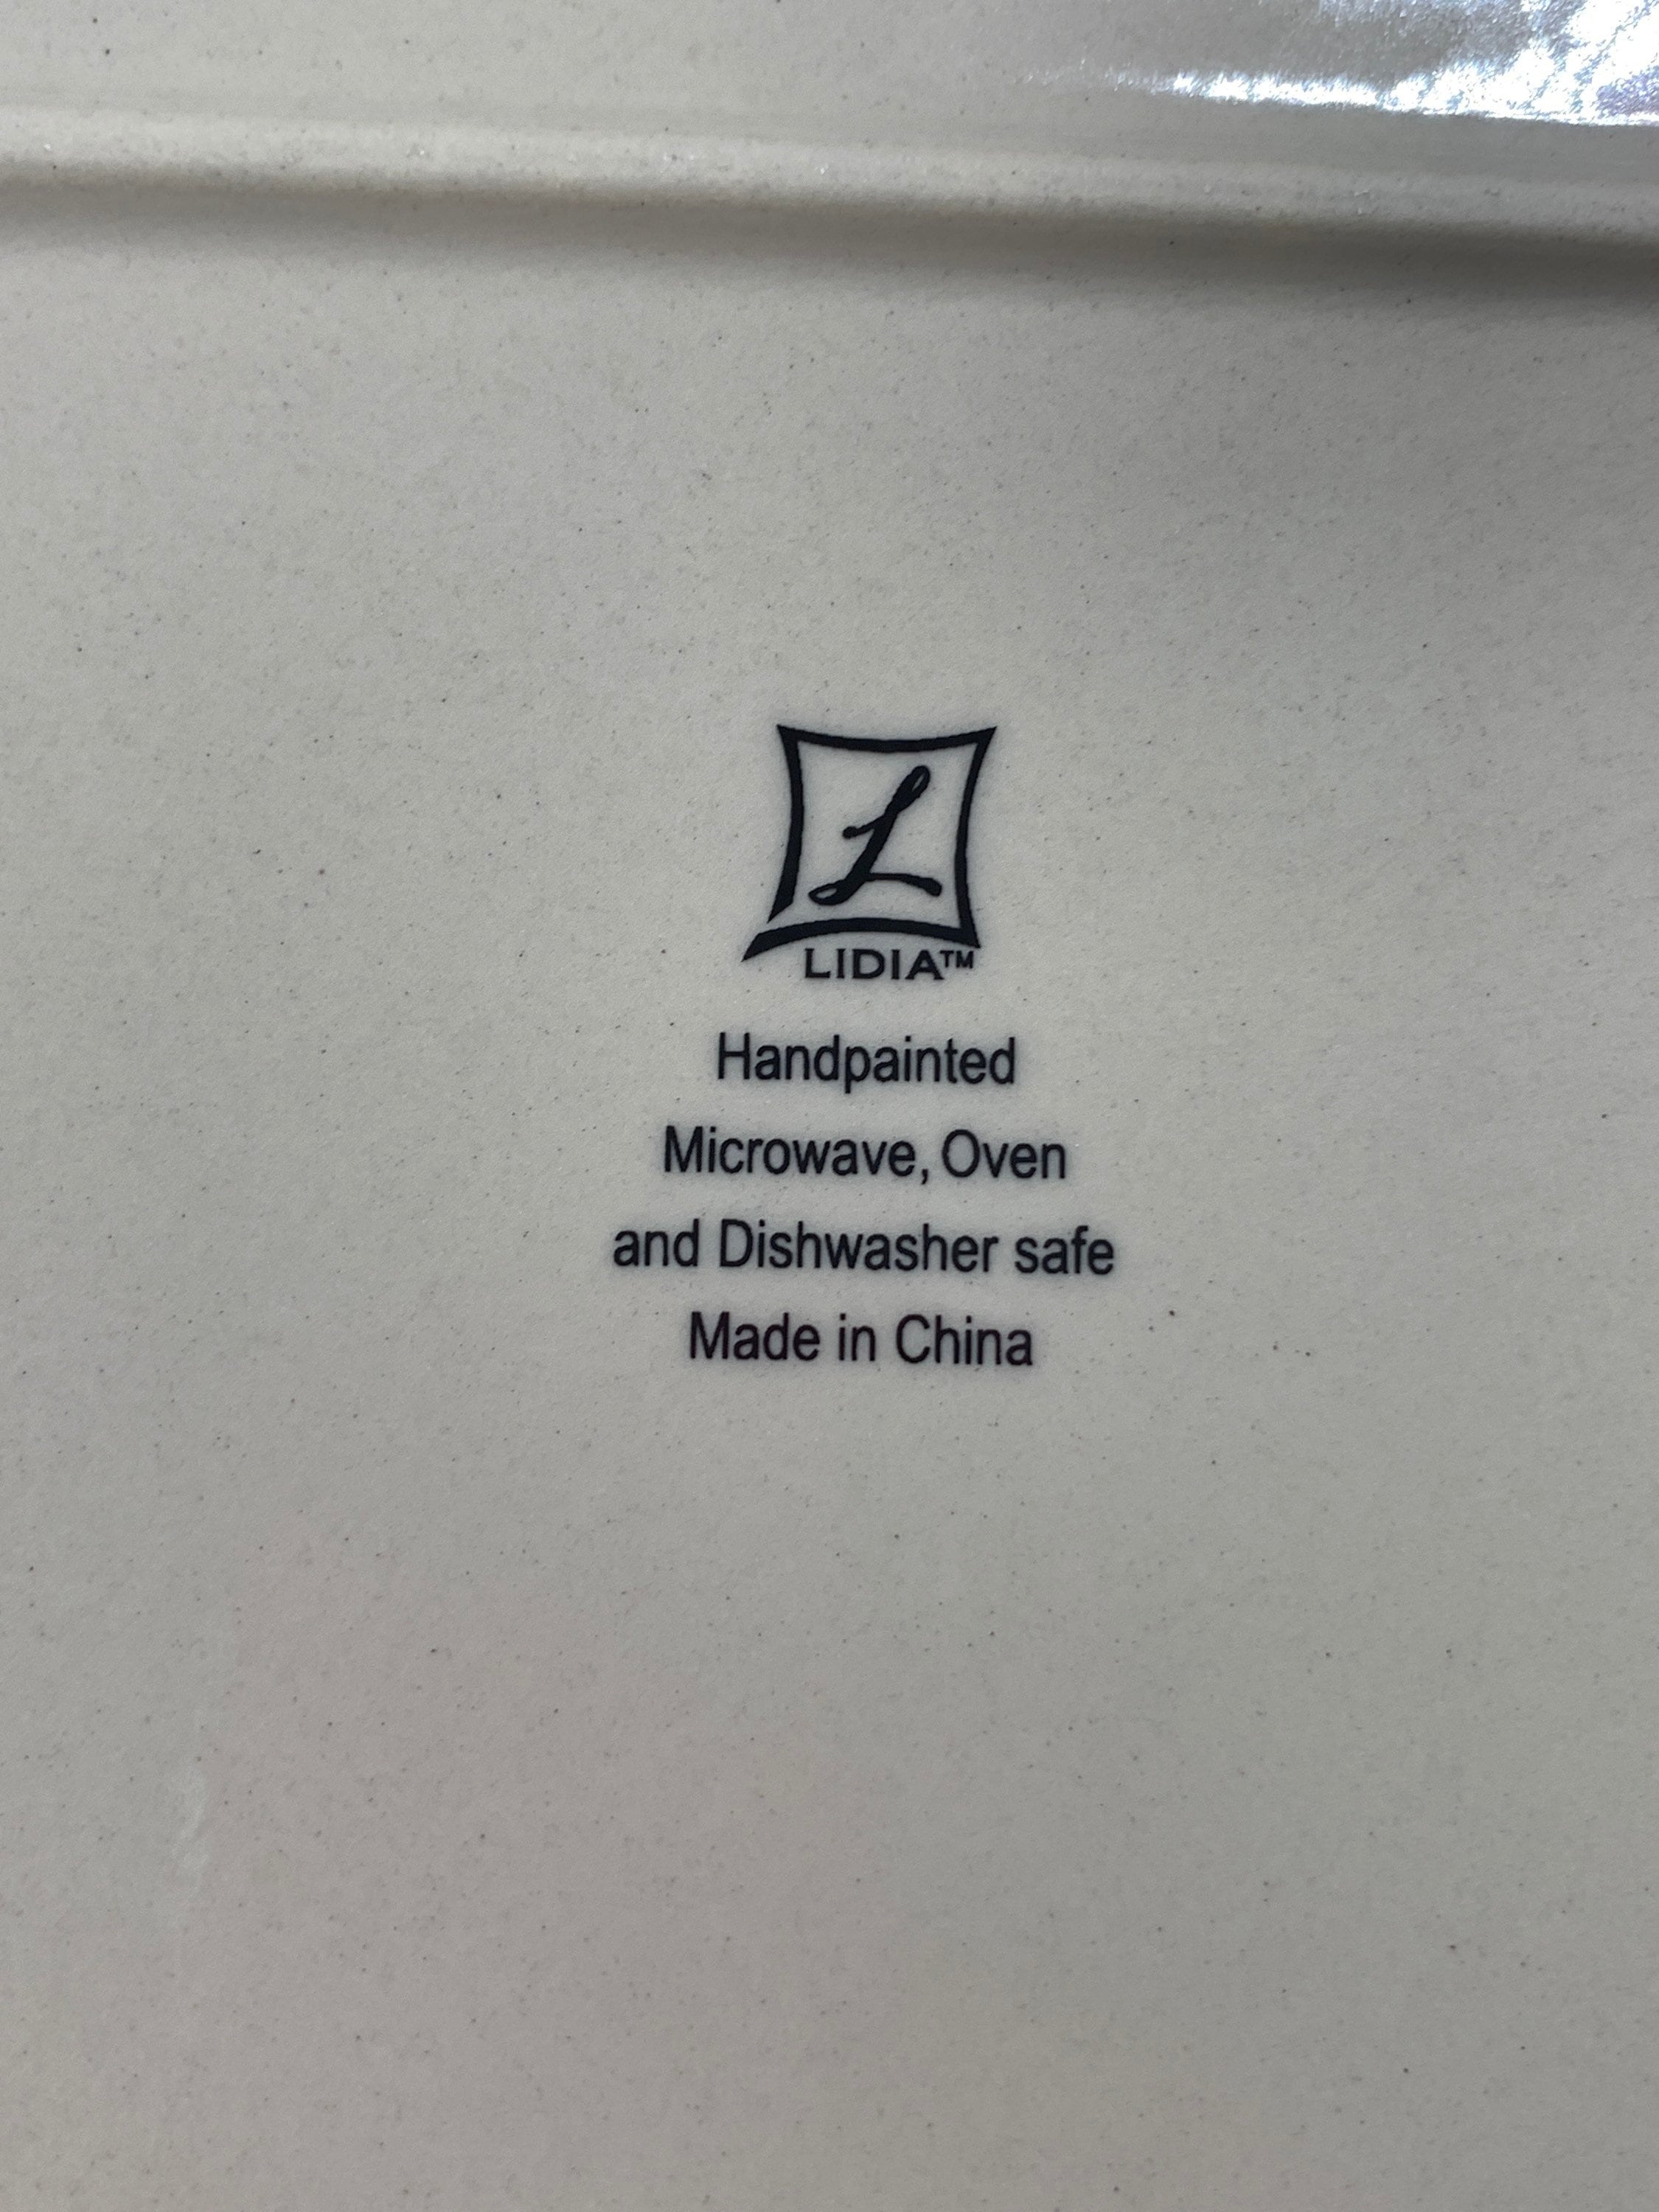 L
LIDIA™
Handpainted
Microwave, Oven
and Dishwasher safe
Made in China